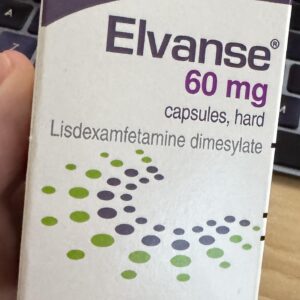 Elvanse®
60 mg
capsules, hard
Lisdexamfetamine dimesylate